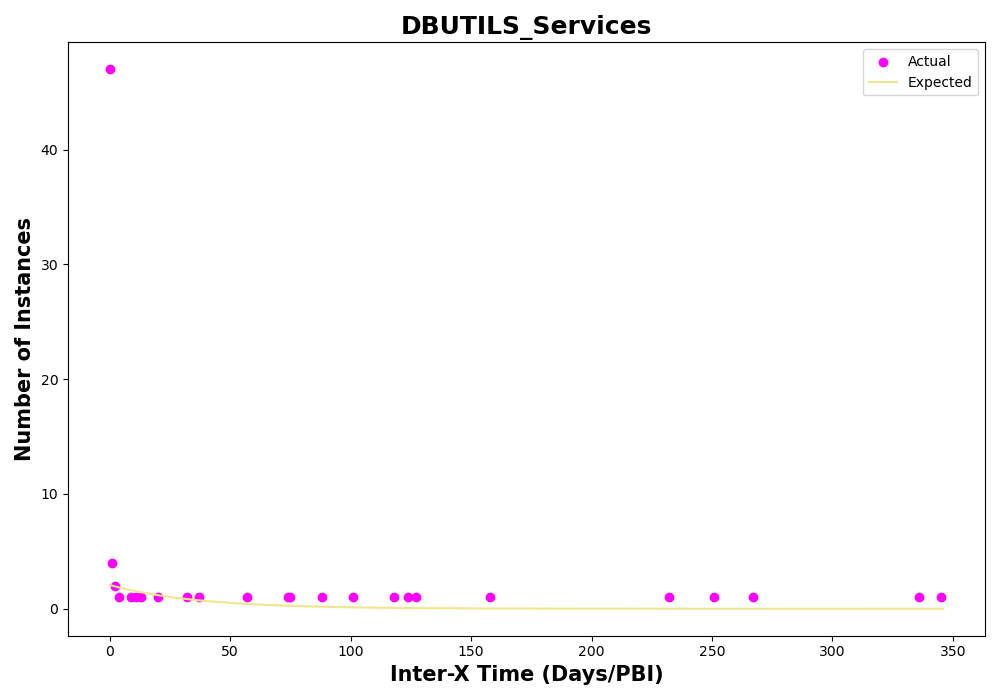 DBUTILS_Services
Actual
Expected
Number of Instances
40
30
20
10
0
0 50 100 150 200 250 300 350
Inter-X Time (Days/PBI)